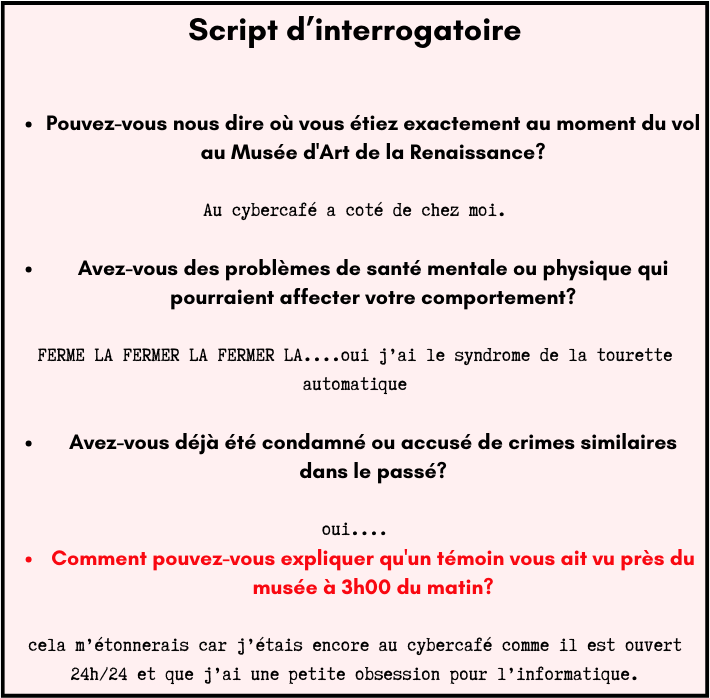 Script d’interrogatoire
• Pouvez-vous nous dire où vous étiez exactement au moment du vol
au Musée d'Art de la Renaissance?
Au cybercafé a coté de chez moi.
• Avez-vous des problèmes de santé mentale ou physique qui
pourraient affecter votre comportement?
FERME LA FERMER LA FERMER LA....oui j’ai le syndrome de la tourette
automatique
• Avez-vous déjà été condamné ou accusé de crimes similaires
dans le passé?
oui....
• Comment pouvez-vous expliquer qu'un témoin vous ait vu près du
musée à 3h00 du matin?
cela m’étonnerais car j’étais encore au cybercafé comme il est ouvert
24h/24 et que j’ai une petite obsession pour l’informatique.